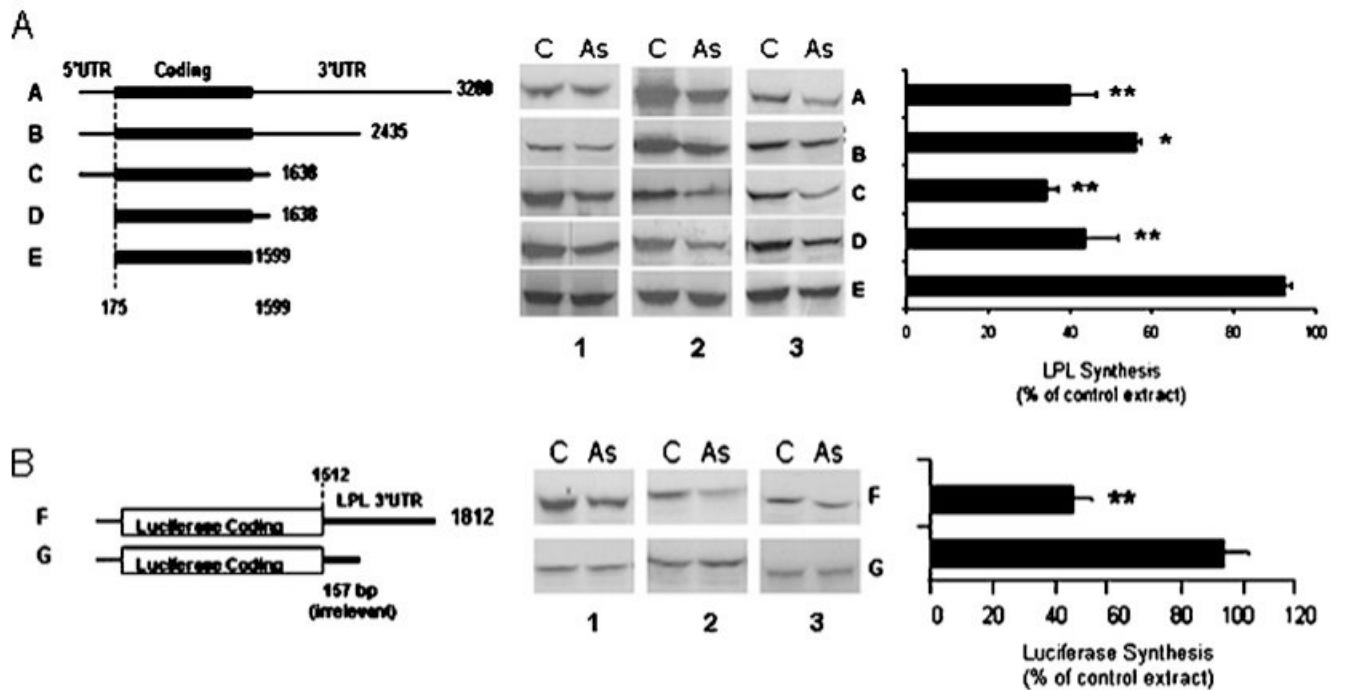 A
5'UTR Coding 3'UTR
A
B 2435
C 1638
D 1638
E 1599
175 1599
C As C As C As
A
B
C
D
E
1 2 3
**
*
**
**
0 20 40 60 80 100
LPL Synthesis
(% of control extract)
B
1612
LPL 3'UTR
F Luciferase Coding 1812
G Luciferase Coding
157 bp
(irrelevant)
C As C As C As
F
G
1 2 3
**
0 20 40 60 80 100 120
Luciferase Synthesis
(% of control extract)